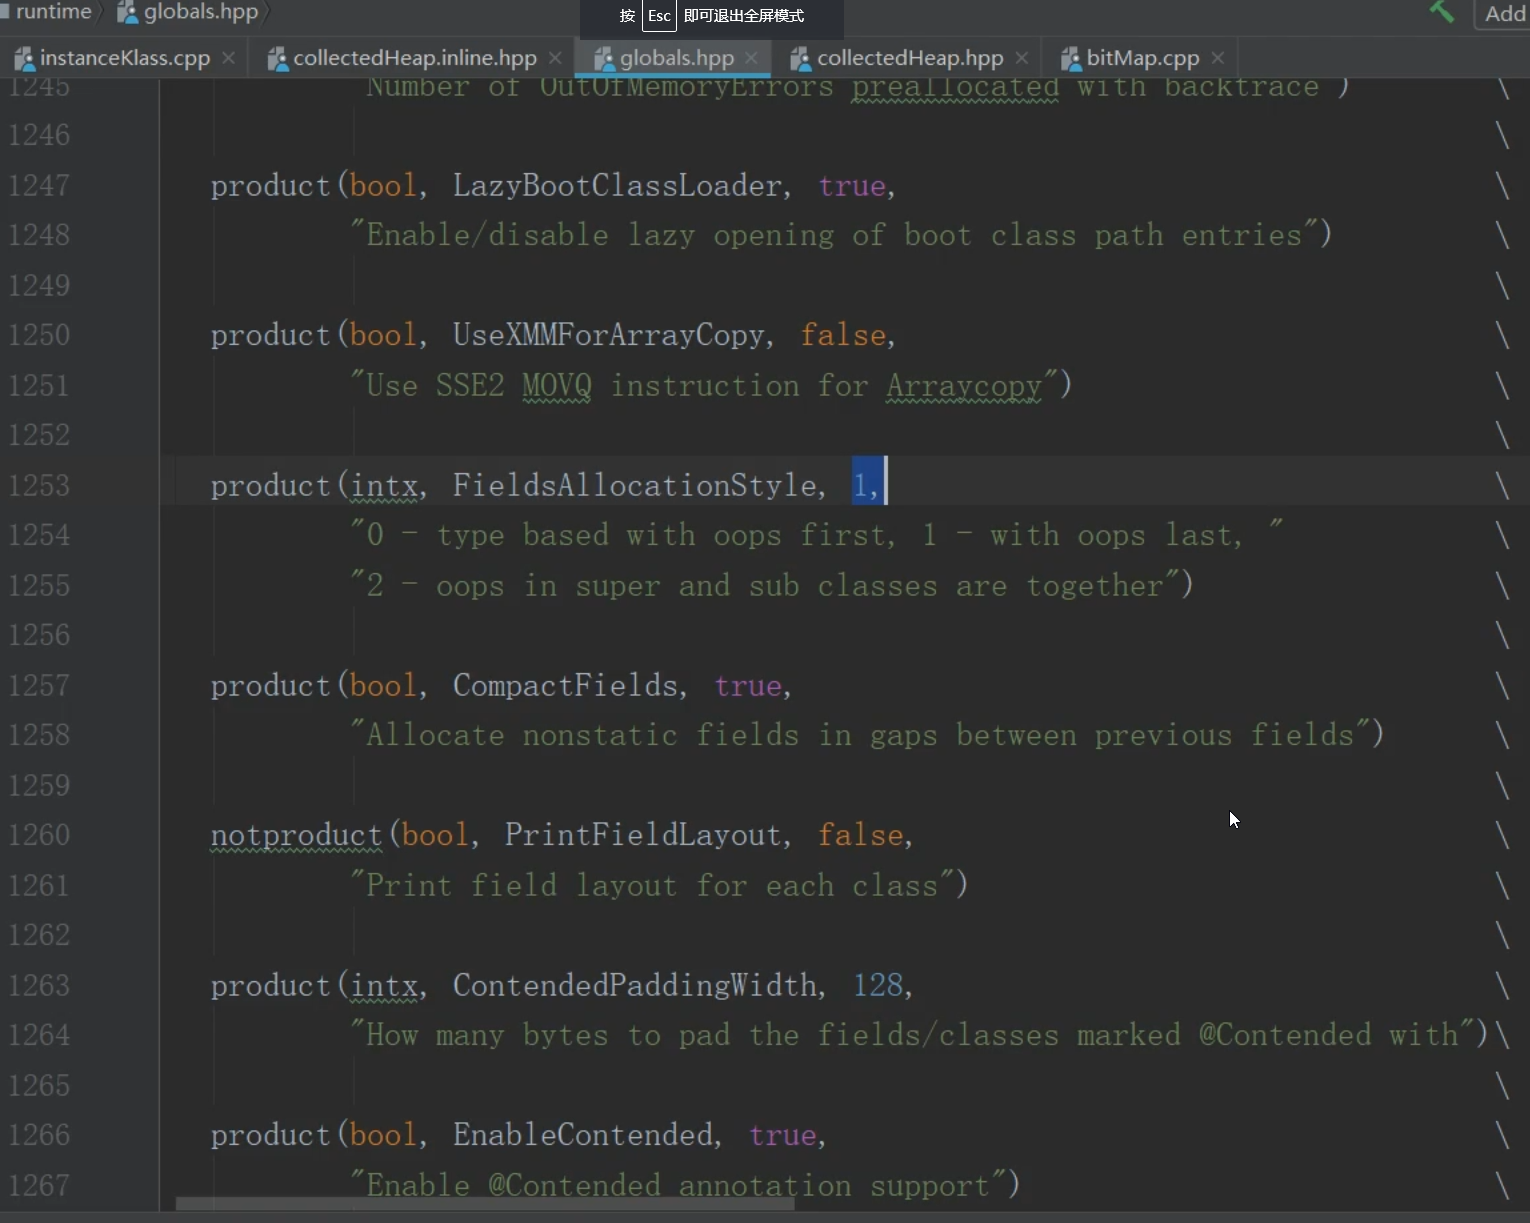 runtime globals.hpp
按 Esc 即可退出全屏模式
Add
instanceKlass.cpp × collectedHeap.inline.hpp × globals.hpp × collectedHeap.hpp × bitMap.cpp ×
1245 "Number of OutOfMemoryErrors preallocated with backtrace") \
1246 \
1247 product(bool, LazyBootClassLoader, true, \
1248 "Enable/disable lazy opening of boot class path entries") \
1249 \
1250 product(bool, UseXMMForArrayCopy, false, \
1251 "Use SSE2 MOVQ instruction for Arraycopy") \
1252 \
1253 product(intx, FieldsAllocationStyle, 1, \
1254 "0 - type based with oops first, 1 - with oops last, " \
1255 "2 - oops in super and sub classes are together") \
1256 \
1257 product(bool, CompactFields, true, \
1258 "Allocate nonstatic fields in gaps between previous fields") \
1259 \
1260 notproduct(bool, PrintFieldLayout, false, \
1261 "Print field layout for each class") \
1262 \
1263 product(intx, ContendedPaddingWidth, 128, \
1264 "How many bytes to pad the fields/classes marked @Contended with")\
1265 \
1266 product(bool, EnableContended, true, \
1267 "Enable @Contended annotation support") \